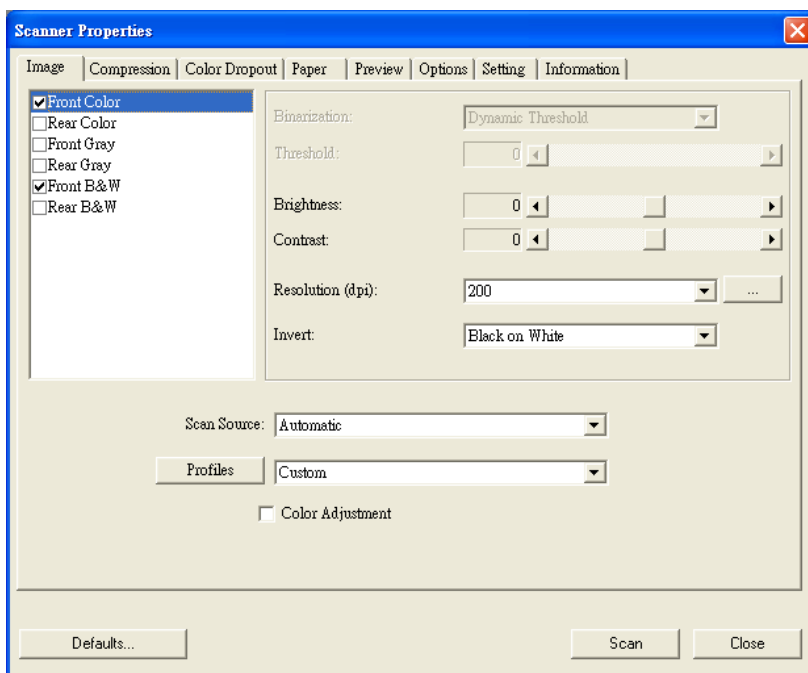 Scanner Properties
Image Compression Color Dropout Paper Preview Options Setting Information
Front Color
Rear Color
Front Gray
Rear Gray
Front B&W
Rear B&W
Binarization: Dynamic Threshold
Threshold: 0
Brightness: 0
Contrast: 0
Resolution (dpi): 200 ...
Invert: Black on White
Scan Source: Automatic
Profiles Custom
Color Adjustment
Defaults... Scan Close